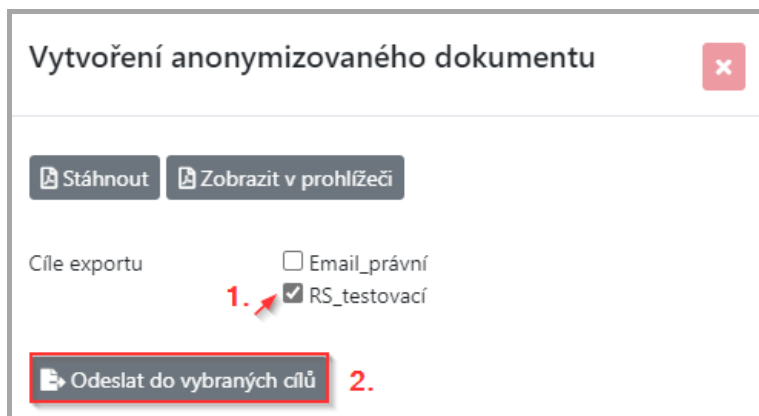 Vytvoření anonymizovaného dokumentu
Stáhnout Zobrazit v prohlížeči
Cíle exportu Email_právní
1. RS_testovací
Odeslat do vybraných cílů 2.